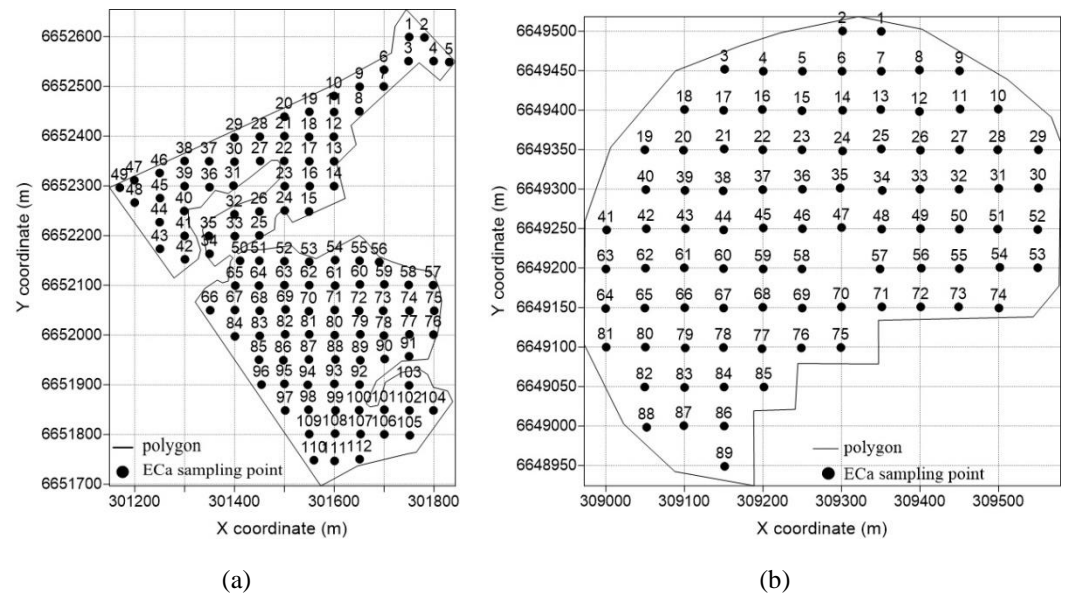 Y coordinate (m)
6652600
6652500
6652400
6652300
6652200
6652100
6652000
6651900
6651800
6651700
1 2
3 4 5
6
9 7
10
20 19 11 8
29 28 21 18 12
38 37 30 27 22 17 13
49 47 46 39 36 31 23 16 14
48 45 40 32 26 24 15
44 41 35 33 25
43 42 34
50 51 52 53 54 55 56
65 64 63 62 61 60 59 58 57
66 67 68 69 70 71 72 73 74 75
84 83 82 81 80 79 78 77 76
85 86 87 88 89 90 91
96 95 94 93 92 103
97 98 99 100 101 102 104
109 108 107 106 105
110 111 112
polygon
ECa sampling point
301200 301300 301400 301500 301600 301700 301800
X coordinate (m)
(a)
Y coordinate (m)
6649500
6649450
6649400
6649350
6649300
6649250
6649200
6649150
6649100
6649050
6649000
6648950
2 1
3 4 5 6 7 8 9
18 17 16 15 14 13 12 11 10
19 20 21 22 23 24 25 26 27 28 29
40 39 38 37 36 35 34 33 32 31 30
41 42 43 44 45 46 47 48 49 50 51 52
63 62 61 60 59 58 57 56 55 54 53
64 65 66 67 68 69 70 71 72 73 74
81 80 79 78 77 76 75
82 83 84 85
88 87 86
89
polygon
ECa sampling point
309000 309100 309200 309300 309400 309500
X coordinate (m)
(b)